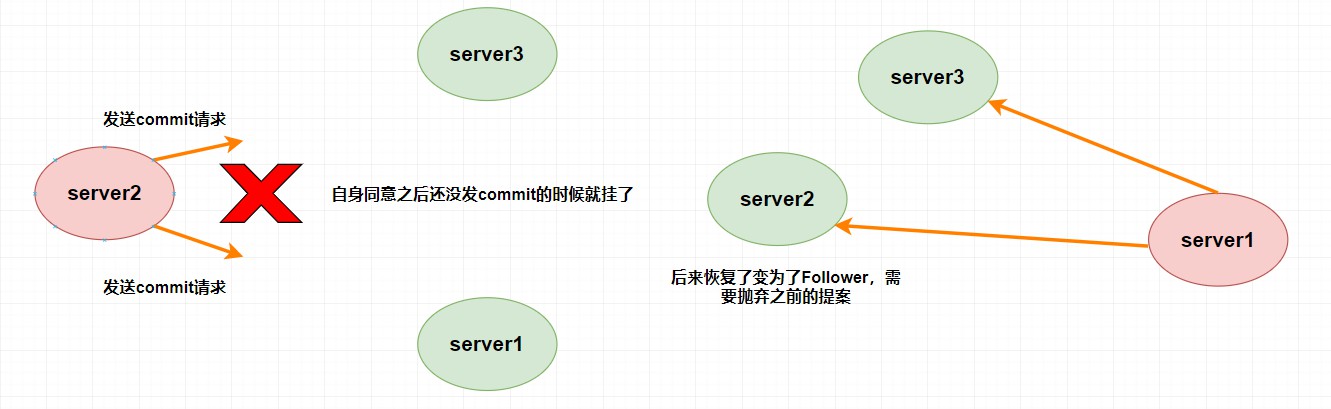 server3
发送commit请求
server2
自身同意之后还没发commit的时候就挂了
发送commit请求
server1
server3
server2
server1
后来恢复了变为了Follower，需
要抛弃之前的提案